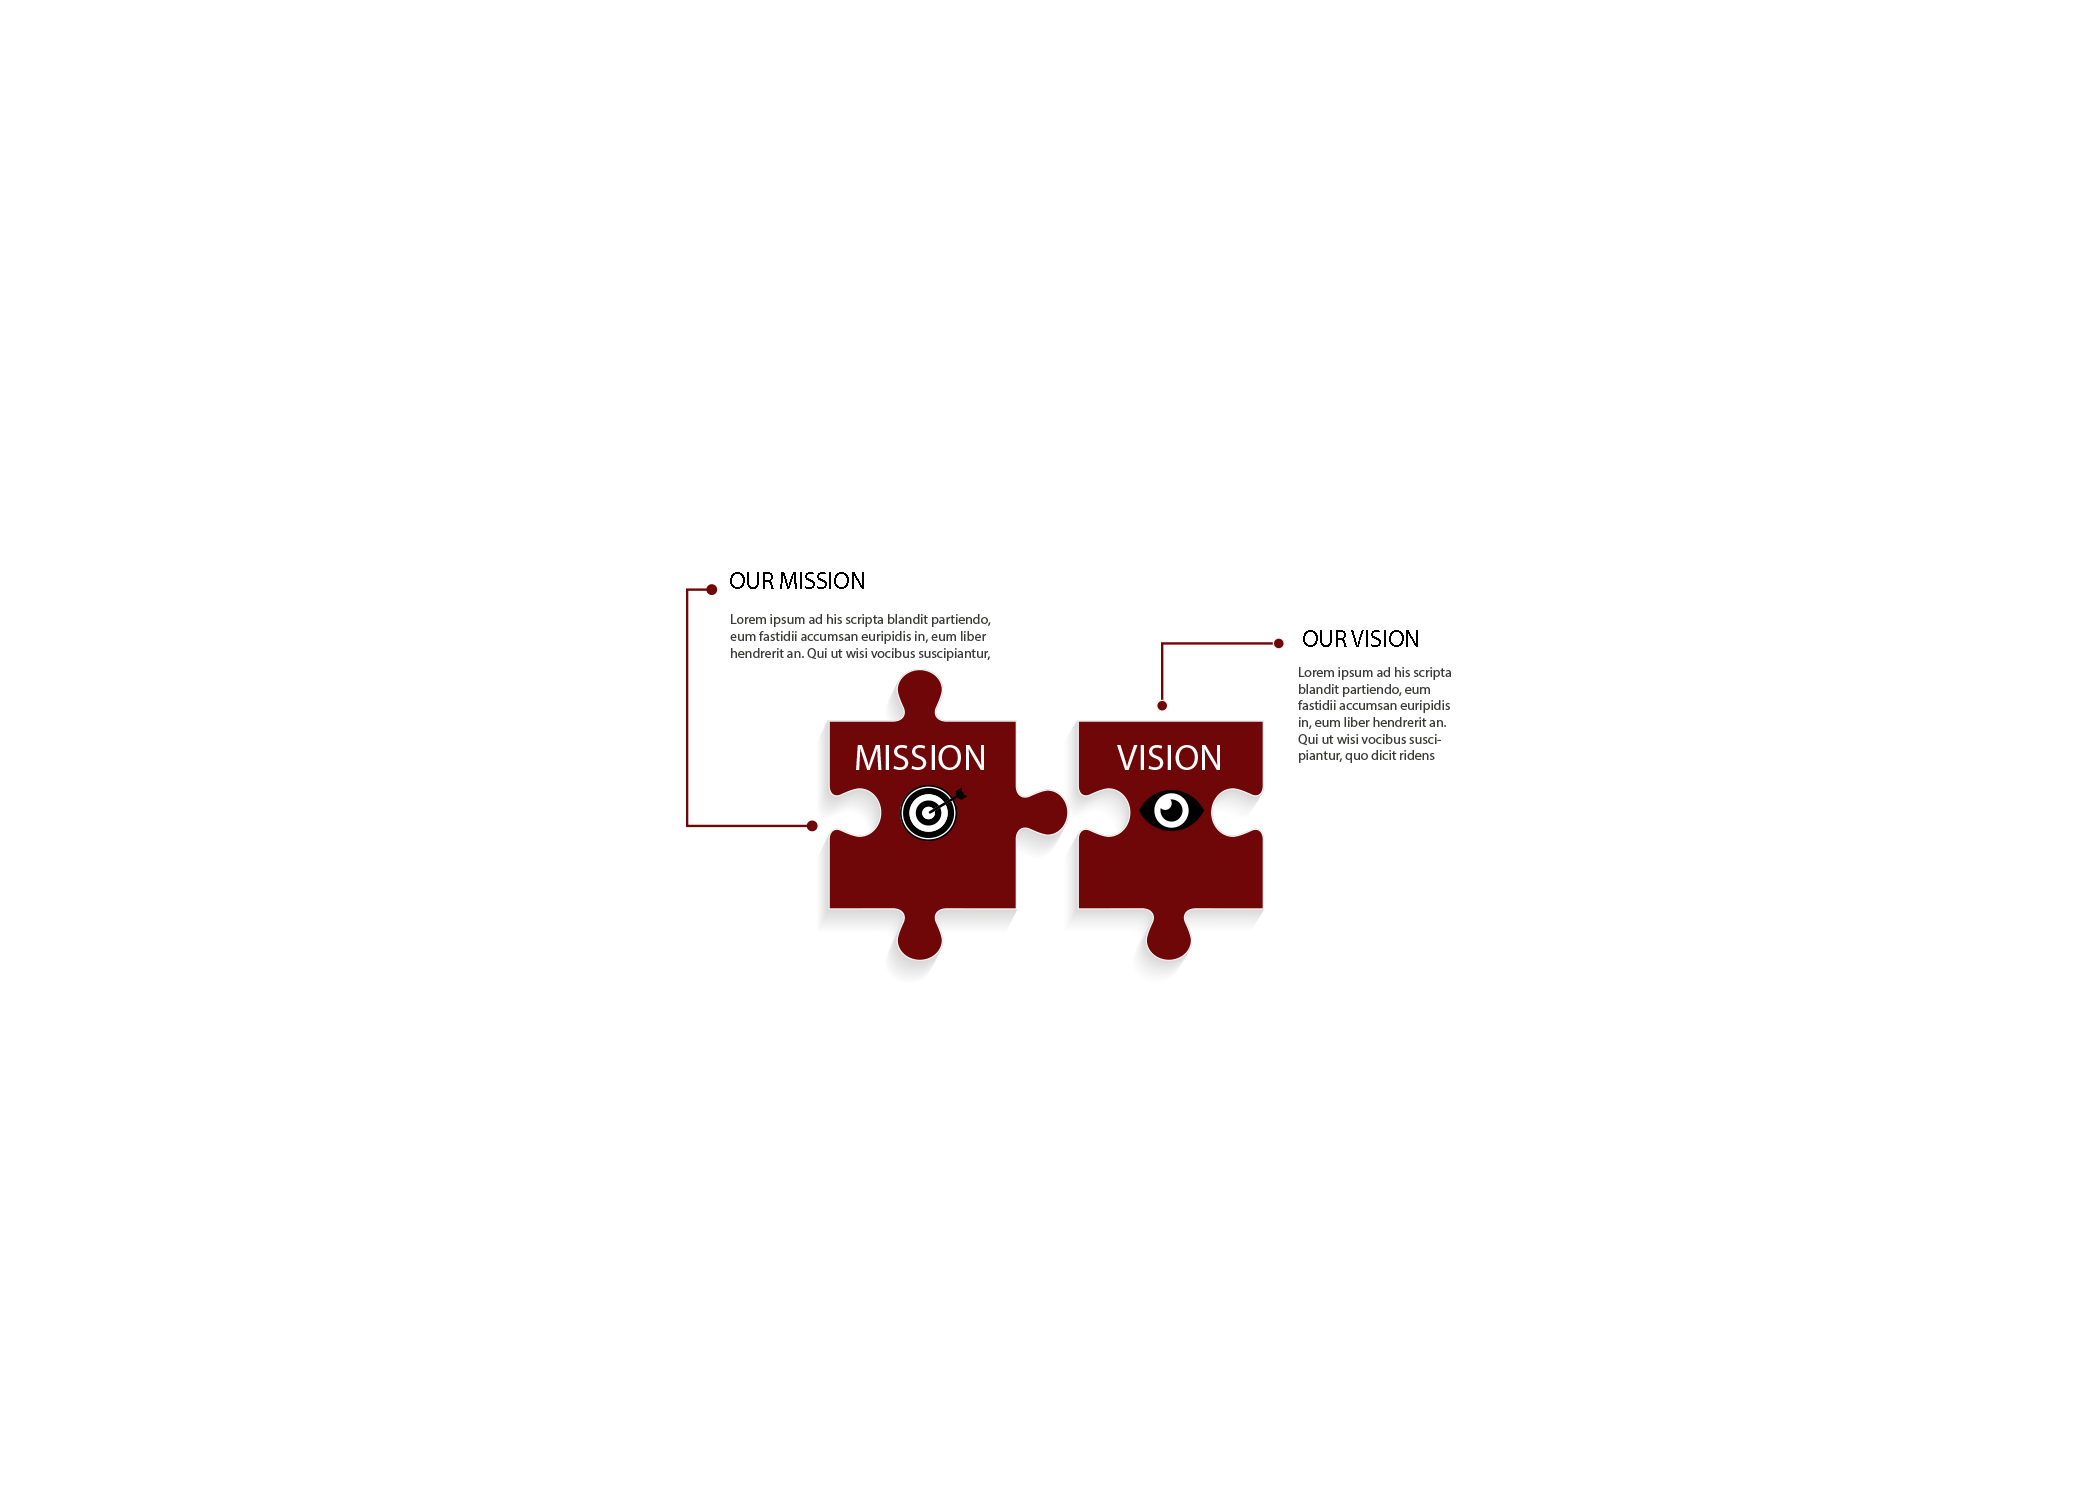 OUR MISSION
Lorem ipsum ad his scripta blandit partiendo,
eum fastidii accumsan euripidis in, eum liber
hendrerit an. Qui ut wisi vocibus suscipiantur,
OUR VISION
Lorem ipsum ad his scripta
blandit partiendo, eum
fastidii accumsan euripidis
in, eum liber hendrerit an.
Qui ut wisi vocibus susci-
piantur, quo dicit ridens
MISSION
VISION